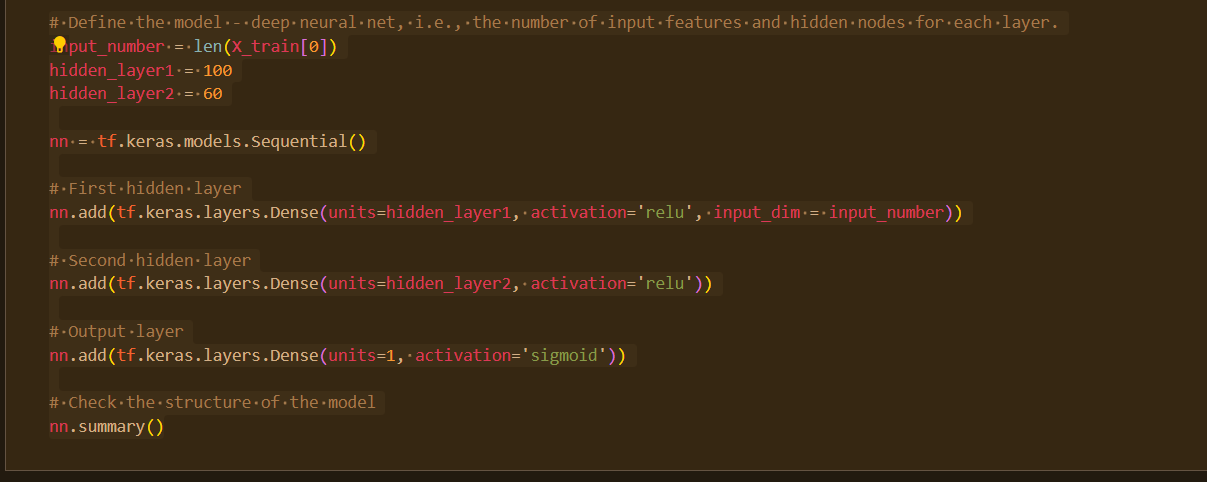 # Define the model - deep neural net, i.e., the number of input features and hidden nodes for each layer.
input_number = len(X_train[0])
hidden_layer1 = 100
hidden_layer2 = 60
nn = tf.keras.models.Sequential()
# First hidden layer
nn.add(tf.keras.layers.Dense(units=hidden_layer1, activation='relu', input_dim = input_number))
# Second hidden layer
nn.add(tf.keras.layers.Dense(units=hidden_layer2, activation='relu'))
# Output layer
nn.add(tf.keras.layers.Dense(units=1, activation='sigmoid'))
# Check the structure of the model
nn.summary()